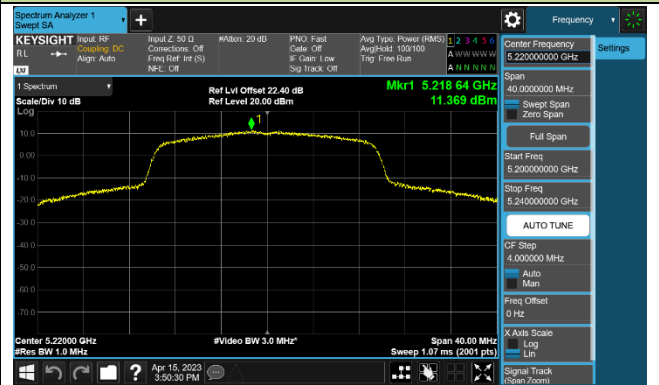 Spectrum Analyzer 1
Swept SA
+
Frequency
KEYSIGHT
RL
LXI
Input: RF
Coupling: DC
Align: Auto
Input Z: 50 Ω
Corrections: Off
Freq Ref: Int (S)
NFE: Off
#Atten: 20 dB
PNO: Fast
Gate: Off
IF Gain: Low
Sig Track: Off
Avg Type: Power (RMS)
Avg|Hold: 100/100
Trig: Free Run
1 2 3 4 5 6
A W W W W W
A N N N N N
Center Frequency
5.220000000 GHz
Settings
Span
40.0000000 MHz
Swept Span
Zero Span
Full Span
Start Freq
5.200000000 GHz
Stop Freq
5.240000000 GHz
AUTO TUNE
CF Step
4.000000 MHz
Auto
Man
Freq Offset
0 Hz
X Axis Scale
Log
Lin
Signal Track
(Span Zoom)
1 Spectrum
Scale/Div 10 dB
Log
Ref Lvl Offset 22.40 dB
Ref Level 20.00 dBm
Mkr1 5.218 64 GHz
11.369 dBm
1
10.0
0.00
-10.0
-20.0
-30.0
-40.0
-50.0
-60.0
-70.0
Center 5.22000 GHz
#Res BW 1.0 MHz
#Video BW 3.0 MHz*
Span 40.00 MHz
Sweep 1.07 ms (2001 pts)
?
Apr 15, 2023
3:50:30 PM